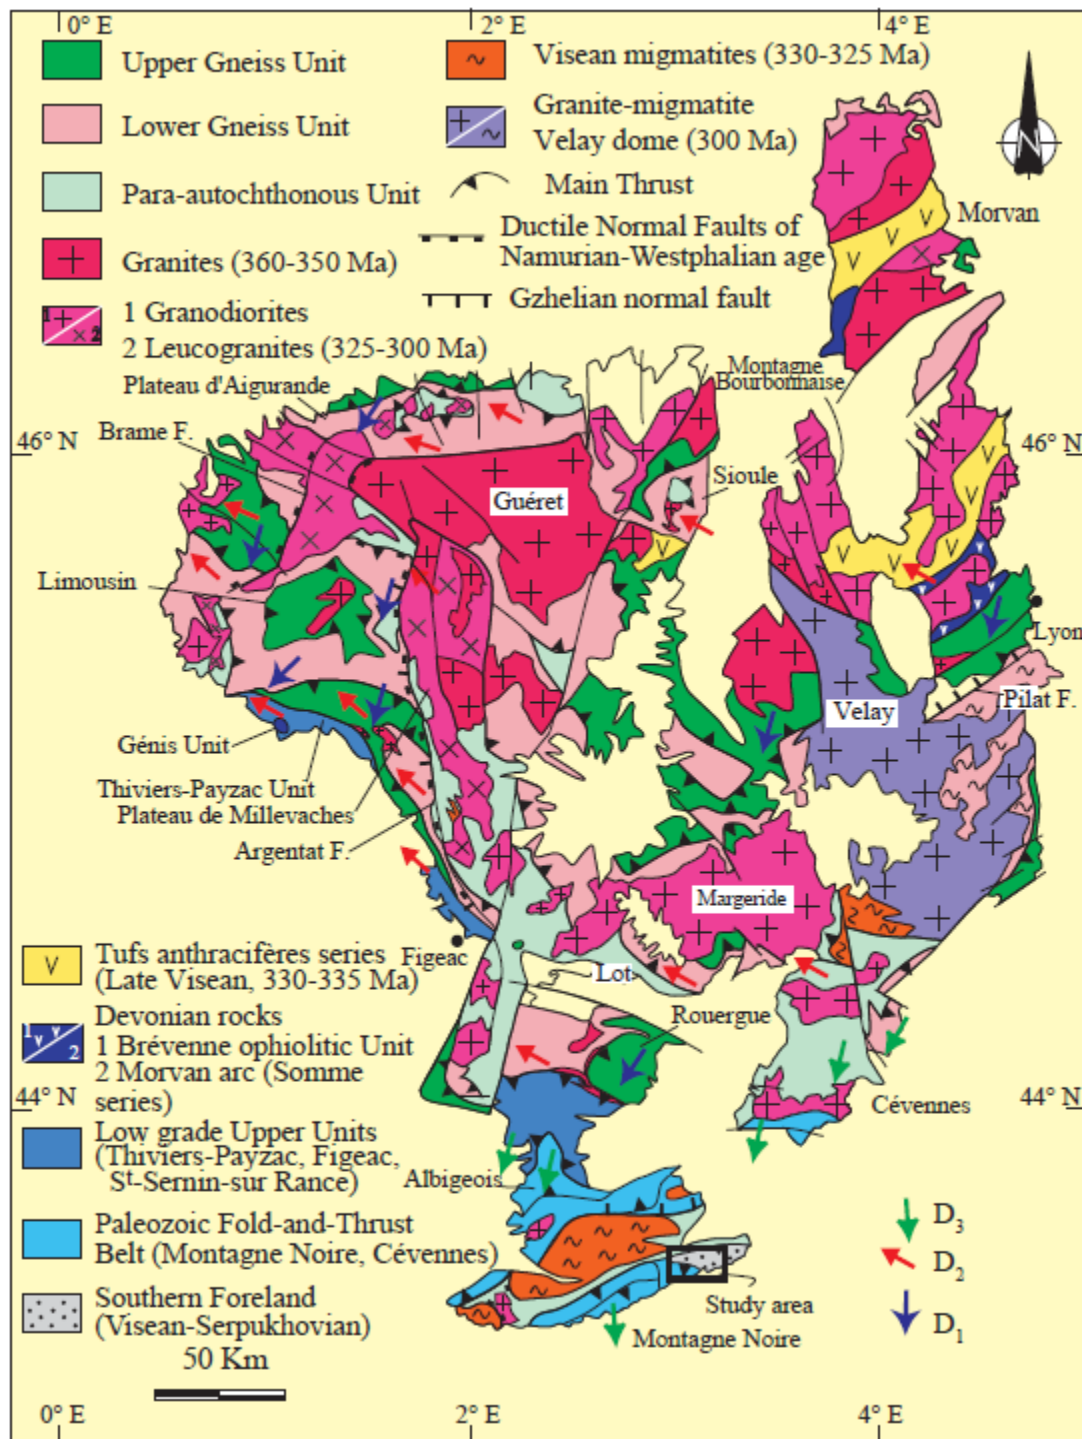 0° E
2° E
4° E
Upper Gneiss Unit
Lower Gneiss Unit
Para-autochthonous Unit
Granites (360-350 Ma)
1
2
1 Granodiorites
2 Leucogranites (325-300 Ma)
Visean migmatites (330-325 Ma)
Granite-migmatite
Velay dome (300 Ma)
Main Thrust
Ductile Normal Faults of
Namurian-Westphalian age
Gzhelian normal fault
N
Morvan
Plateau d'Aigurande
Montagne
Bourbonnaise
Brame F.
46° N
46° N
Sioule
Guéret
Limousin
Lyon
Pilat F.
Velay
Génis Unit
Thiviers-Payzac Unit
Plateau de Millevaches
Argentat F.
Margeride
Figeac
Lot
Rouergue
Tufs anthracifères series
(Late Visean, 330-335 Ma)
1
2
Devonian rocks
1 Brévenne ophiolitic Unit
2 Morvan arc (Somme
series)
44° N
44° N
Cévennes
Low grade Upper Units
(Thiviers-Payzac, Figeac,
St-Sernin-sur Rance)
Albigeois
Paleozoic Fold-and-Thrust
Belt (Montagne Noire, Cévennes)
Southern Foreland
(Visean-Serpukhovian)
Study area
Montagne Noire
D3
D2
D1
50 Km
0° E
2° E
4° E